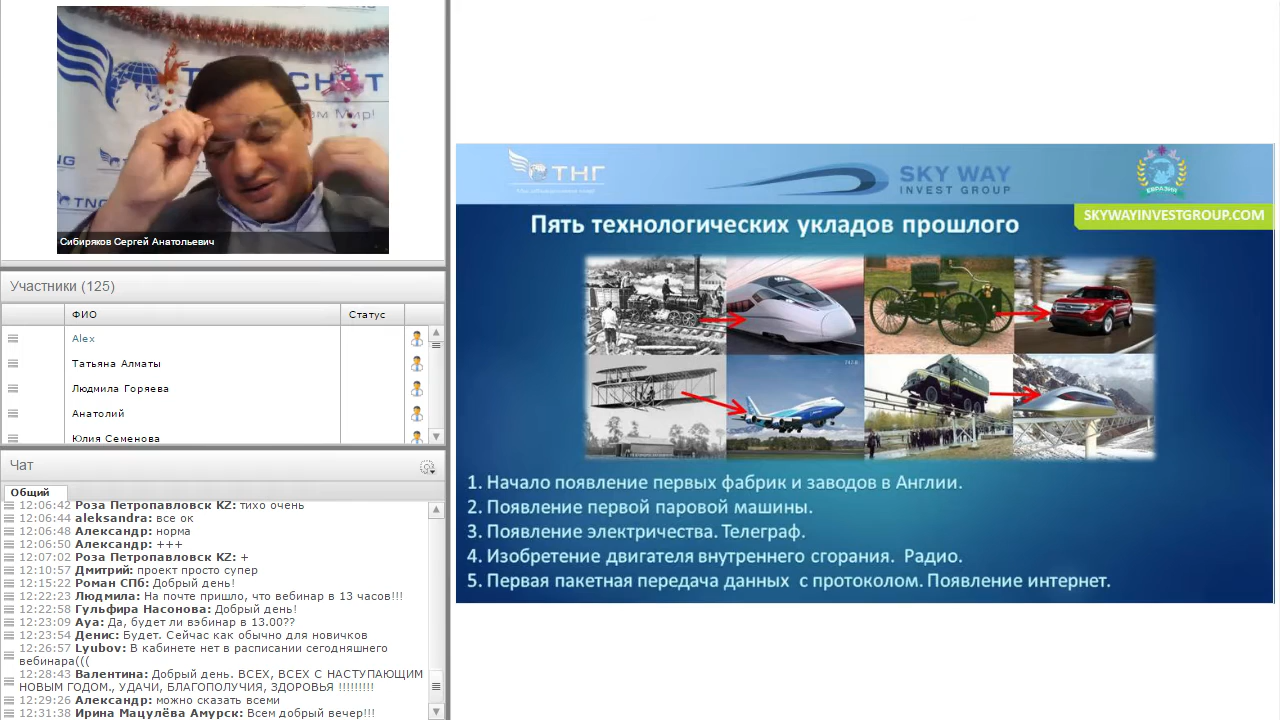 TNG
Сибиряков Сергей Анатольевич
Участники (125)
ФИО
Статус
Alex
Татьяна Алматы
Людмила Горяева
Анатолий
Юлия Семенова
Чат
Общий
12:06:42 Роза Петропавловск KZ: тихо очень
12:06:44 aleksandra: все ок
12:06:48 Александр: норма
12:06:50 Александр: +++
12:07:02 Роза Петропавловск KZ: +
12:10:57 Дмитрий: проект просто супер
12:15:22 Роман СПб: Добрый день!
12:22:23 Людмила: На почте пришло, что вебинар в 13 часов!!!
12:22:58 Гульфира Насонова: Добрый день!
12:23:09 Ауа: Да, будет ли вэбинар в 13.00??
12:23:54 Денис: Будет. Сейчас как обычно для новичков
12:26:57 Lyubov: В кабинете нет в расписании сегодняшнего
вебинара(((
12:28:43 Валентина: Добрый день. ВСЕХ, ВСЕХ С НАСТУПАЮЩИМ
НОВЫМ ГОДОМ., УДАЧИ, БЛАГОПОЛУЧИЯ, ЗДОРОВЬЯ !!!!!!!!!
12:29:26 Александр: можно сказать всеми
12:31:38 Ирина Мацулёва Амурск: Всем добрый вечер!!!
ТНГ
SKY WAY
INVEST GROUP
ЕВРАЗИЯ
SKYWAYINVESTGROUP.COM
Пять технологических укладов прошлого
1. Начало появление первых фабрик и заводов в Англии.
2. Появление первой паровой машины.
3. Появление электричества. Телеграф.
4. Изобретение двигателя внутреннего сгорания. Радио.
5. Первая пакетная передача данных с протоколом. Появление интернет.